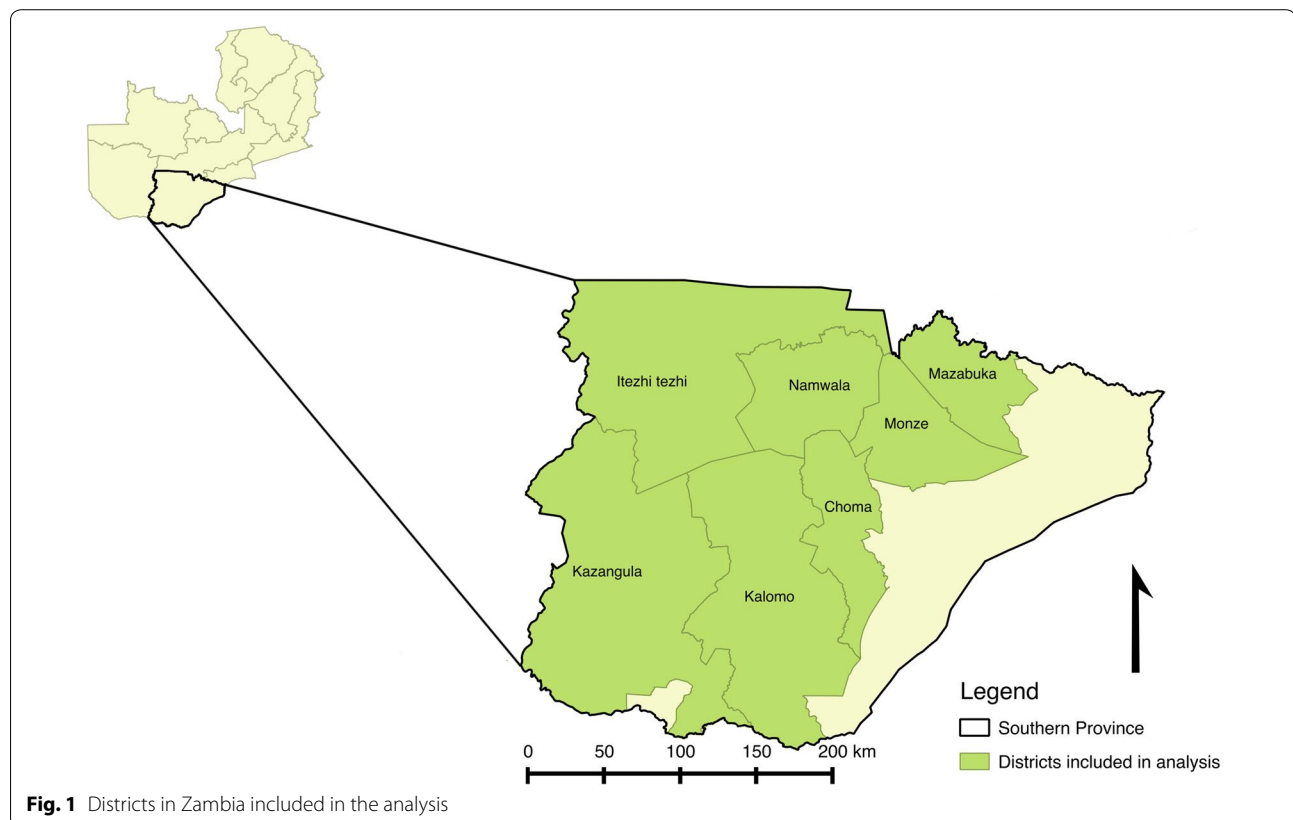 Itezhi tezhi
Namwala
Mazabuka
Monze
Choma
Kazangula
Kalomo
Legend
Southern Province
Districts included in analysis
0 50 100 150 200 km
Fig. 1 Districts in Zambia included in the analysis